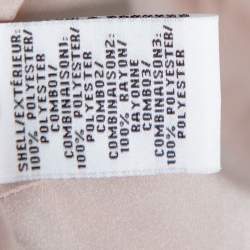 SHELL/EXTÉRIEUR:
100% POLYESTER/
POLYESTER
COMBO1/
COMBINAISON1:
100% POLYESTER/
POLYESTER
COMBO2/
COMBINAISON2:
100% RAYON/
RAYONNE
COMBO3/
COMBINAISON3:
100% POLYESTER/
POLYESTER